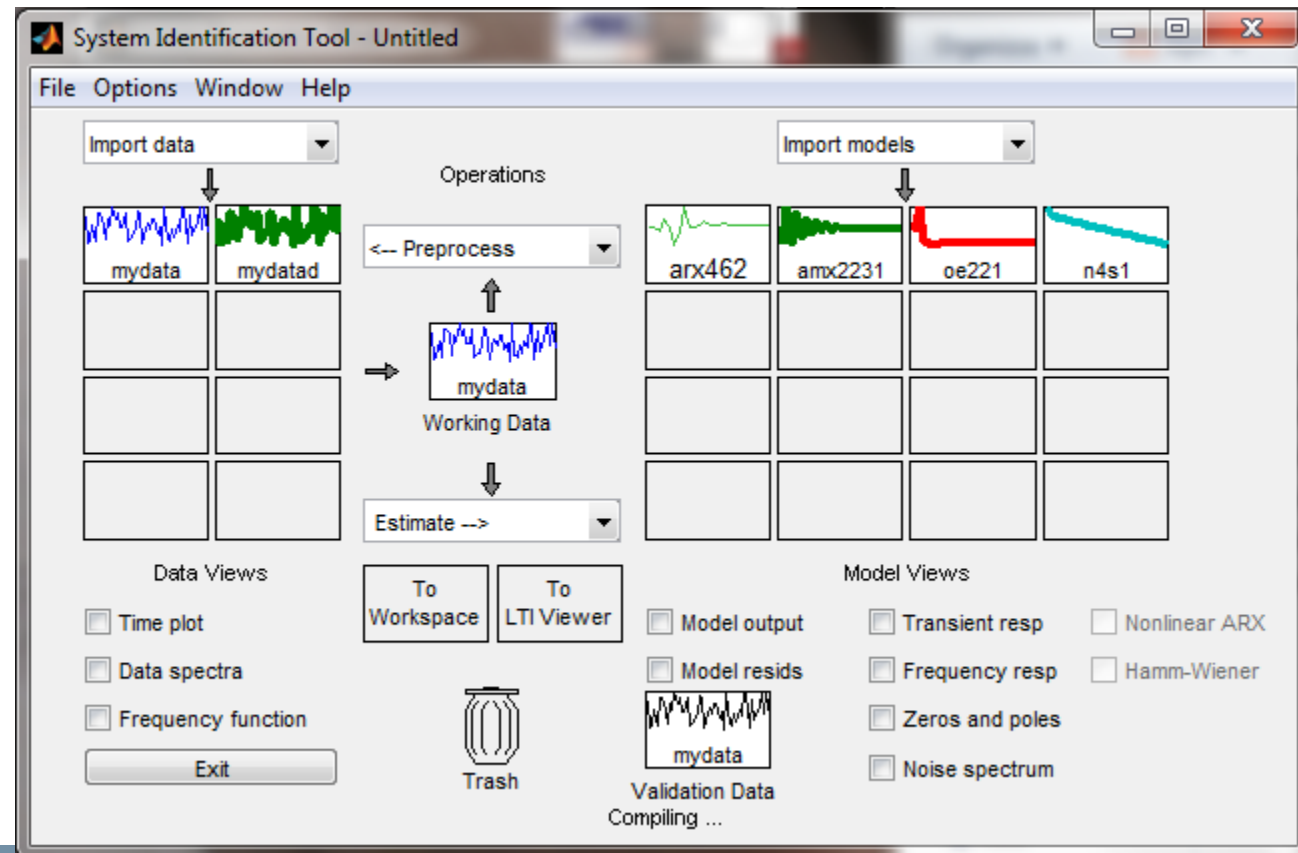 System Identification Tool - Untitled
File Options Window Help
Import data
Import models
Operations
mydata
mydatad
<-- Preprocess
arx462
amx2231
oe221
n4s1
mydata
Working Data
Estimate -->
Data Views
To
Workspace
To
LTI Viewer
Model Views
Time plot
Data spectra
Frequency function
Exit
Trash
Model output
Transient resp
Nonlinear ARX
Model resids
Frequency resp
Hamm-Wiener
mydata
Validation Data
Zeros and poles
Noise spectrum
Compiling ...